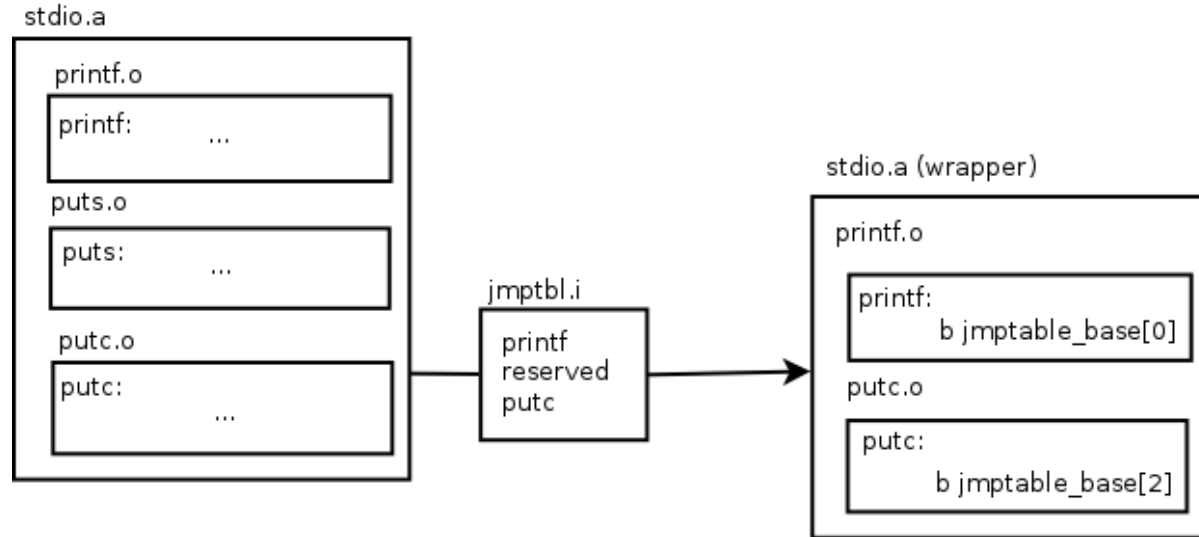 stdio.a
printf.o
printf:
...
puts.o
puts:
...
putc.o
putc:
...
jmptbl.i
printf
reserved
putc
stdio.a (wrapper)
printf.o
printf:
b jmptable_base[0]
putc.o
putc:
b jmptable_base[2]